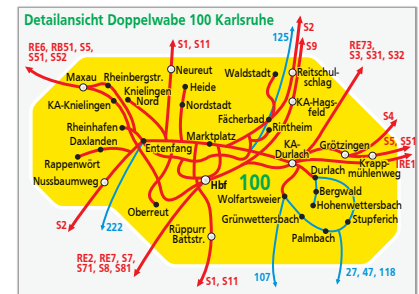 Detailansicht Doppelwabe 100 Karlsruhe
RE6, RB51, S5,
S51, S52
S1, S11
125
S2
S9
RE73,
S3, S31, S32
Maxau
Rheinbergstr.
Neureut
Waldstadt
Reitschul-
schlag
Knielingen
Nord
Heide
KA-Knielingen
Nordstadt
KA-Hags-
feld
Fächerbad
Rintheim
S4
Rheinhafen
Marktplatz
KA-
Durlach
Grötzingen
S5, S51
Daxlanden
Entenfang
Krapp-
mühlenweg
RE1
Rappenwört
Durlach
Nussbaumweg
Hbf
100
Bergwald
Wolfartsweier
Hohenwettersbach
Oberreut
Grünwettersbach
Stupferich
S2
222
Rüppurr
Battstr.
Palmbach
RE2, RE7, S7,
S71, S8, S81
S1, S11
107
27, 47, 118